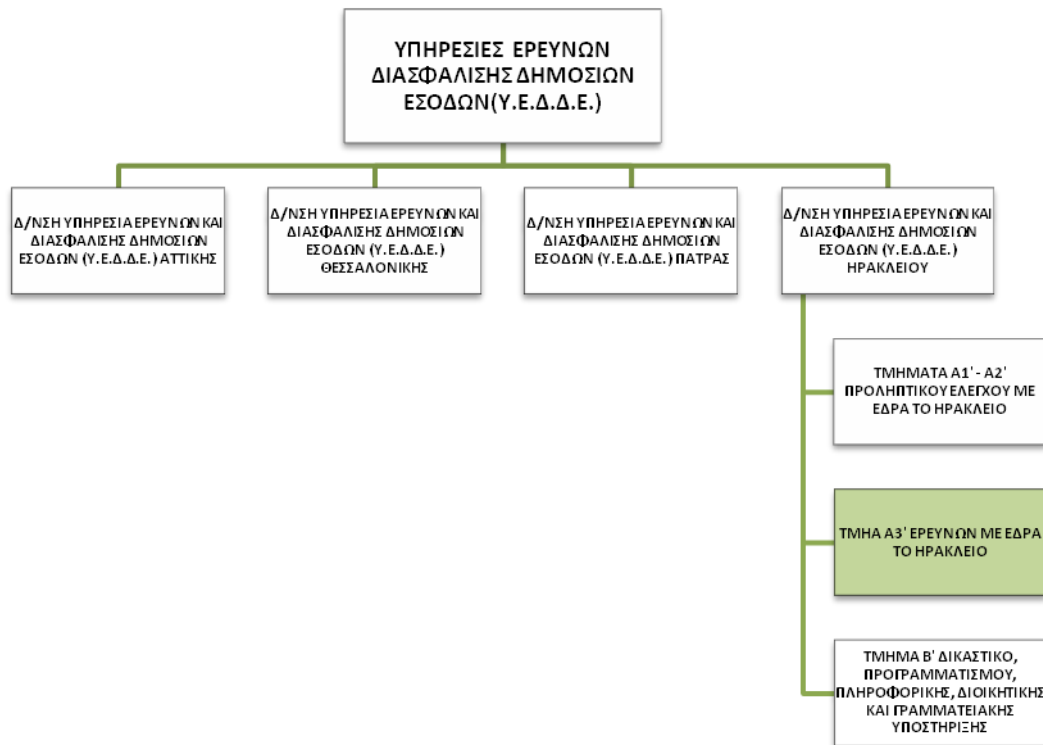 ΥΠΗΡΕΣΙΕΣ ΕΡΕΥΝΩΝ
ΔΙΑΣΦΑΛΙΣΗΣ ΔΗΜΟΣΙΩΝ
ΕΣΟΔΩΝ(Υ.Ε.Δ.Δ.Ε.)
Δ/ΝΣΗ ΥΠΗΡΕΣΙΑ ΕΡΕΥΝΩΝ ΚΑΙ
ΔΙΑΣΦΑΛΙΣΗΣ ΔΗΜΟΣΙΩΝ
ΕΣΟΔΩΝ (Υ.Ε.Δ.Δ.Ε.) ΑΤΤΙΚΗΣ
Δ/ΝΣΗ ΥΠΗΡΕΣΙΑ ΕΡΕΥΝΩΝ ΚΑΙ
ΔΙΑΣΦΑΛΙΣΗΣ ΔΗΜΟΣΙΩΝ
ΕΣΟΔΩΝ (Υ.Ε.Δ.Δ.Ε.)
ΘΕΣΣΑΛΟΝΙΚΗΣ
Δ/ΝΣΗ ΥΠΗΡΕΣΙΑ ΕΡΕΥΝΩΝ ΚΑΙ
ΔΙΑΣΦΑΛΙΣΗΣ ΔΗΜΟΣΙΩΝ
ΕΣΟΔΩΝ (Υ.Ε.Δ.Δ.Ε.) ΠΑΤΡΑΣ
Δ/ΝΣΗ ΥΠΗΡΕΣΙΑ ΕΡΕΥΝΩΝ ΚΑΙ
ΔΙΑΣΦΑΛΙΣΗΣ ΔΗΜΟΣΙΩΝ
ΕΣΟΔΩΝ (Υ.Ε.Δ.Δ.Ε.)
ΗΡΑΚΛΕΙΟΥ
ΤΜΗΜΑΤΑ Α1' - Α2'
ΠΡΟΛΗΠΤΙΚΟΥ ΕΛΕΓΧΟΥ ΜΕ
ΕΔΡΑ ΤΟ ΗΡΑΚΛΕΙΟ
ΤΜΗΑ Α3' ΕΡΕΥΝΩΝ ΜΕ ΕΔΡΑ
ΤΟ ΗΡΑΚΛΕΙΟ
ΤΜΗΜΑ Β' ΔΙΚΑΣΤΙΚΟ,
ΠΡΟΓΡΑΜΜΑΤΙΣΜΟΥ,
ΠΛΗΡΟΦΟΡΙΚΗΣ, ΔΙΟΙΚΗΤΙΚΗΣ
ΚΑΙ ΓΡΑΜΜΑΤΕΙΑΚΗΣ
ΥΠΟΣΤΗΡΙΞΗΣ